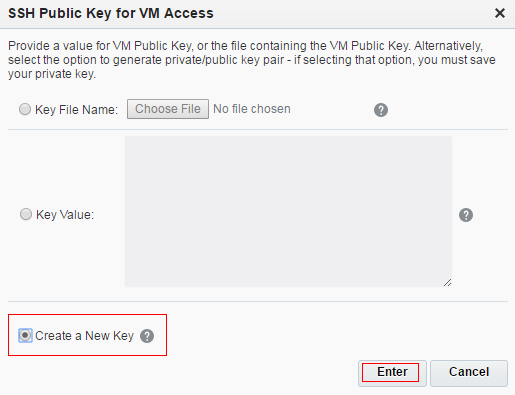 SSH Public Key for VM Access
Provide a value for VM Public Key, or the file containing the VM Public Key. Alternatively,
select the option to generate private/public key pair - if selecting that option, you must save
your private key.
Key File Name: Choose File No file chosen ?
Key Value: ?
Create a New Key ?
Enter Cancel